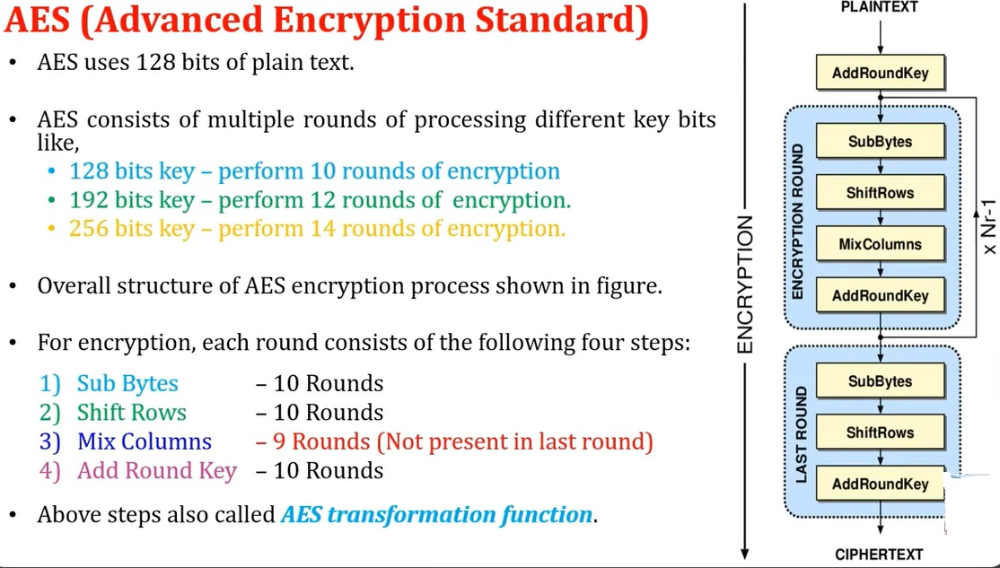 AES (Advanced Encryption Standard)
• AES uses 128 bits of plain text.
• AES consists of multiple rounds of processing different key bits
like,
• 128 bits key – perform 10 rounds of encryption
• 192 bits key – perform 12 rounds of encryption.
• 256 bits key – perform 14 rounds of encryption.
• Overall structure of AES encryption process shown in figure.
• For encryption, each round consists of the following four steps:
1) Sub Bytes – 10 Rounds
2) Shift Rows – 10 Rounds
3) Mix Columns – 9 Rounds (Not present in last round)
4) Add Round Key – 10 Rounds
• Above steps also called AES transformation function.
ENCRYPTION
PLAINTEXT
AddRoundKey
ENCRYPTION ROUND
SubBytes
ShiftRows
MixColumns
AddRoundKey
x Nr-1
LAST ROUND
SubBytes
ShiftRows
AddRoundKey
CIPHERTEXT